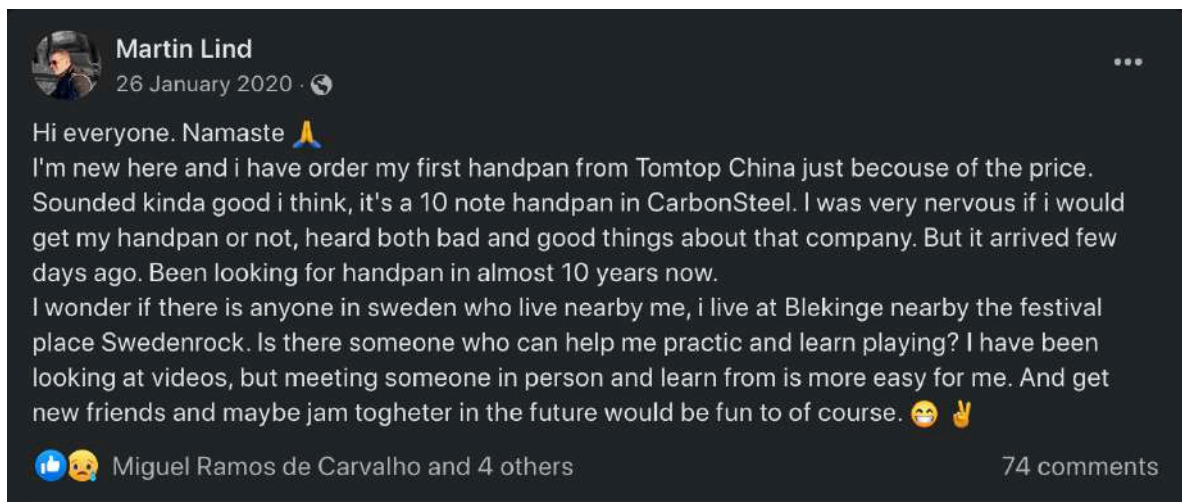 Martin Lind
26 January 2020 ·
Hi everyone. Namaste 🙏
I'm new here and i have order my first handpan from Tomtop China just becouse of the price.
Sounded kinda good i think, it's a 10 note handpan in CarbonSteel. I was very nervous if i would
get my handpan or not, heard both bad and good things about that company. But it arrived few
days ago. Been looking for handpan in almost 10 years now.
I wonder if there is anyone in sweden who live nearby me, i live at Blekinge nearby the festival
place Swedenrock. Is there someone who can help me practic and learn playing? I have been
looking at videos, but meeting someone in person and learn from is more easy for me. And get
new friends and maybe jam togheter in the future would be fun to of course. 😁 ✌️
Miguel Ramos de Carvalho and 4 others 74 comments